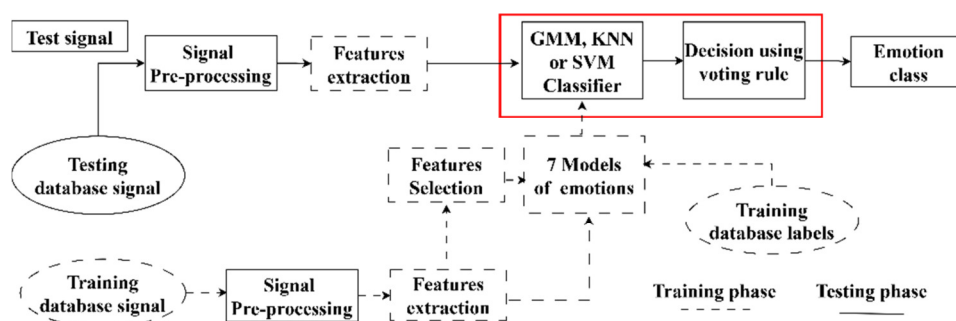 Test signal
Signal
Pre-processing
Features
extraction
GMM, KNN
or SVM
Classifier
Decision using
voting rule
Emotion
class
Testing
database signal
Features
Selection
7 Models
of emotions
Training
database labels
Training
database signal
Signal
Pre-processing
Features
extraction
Training phase
Testing phase